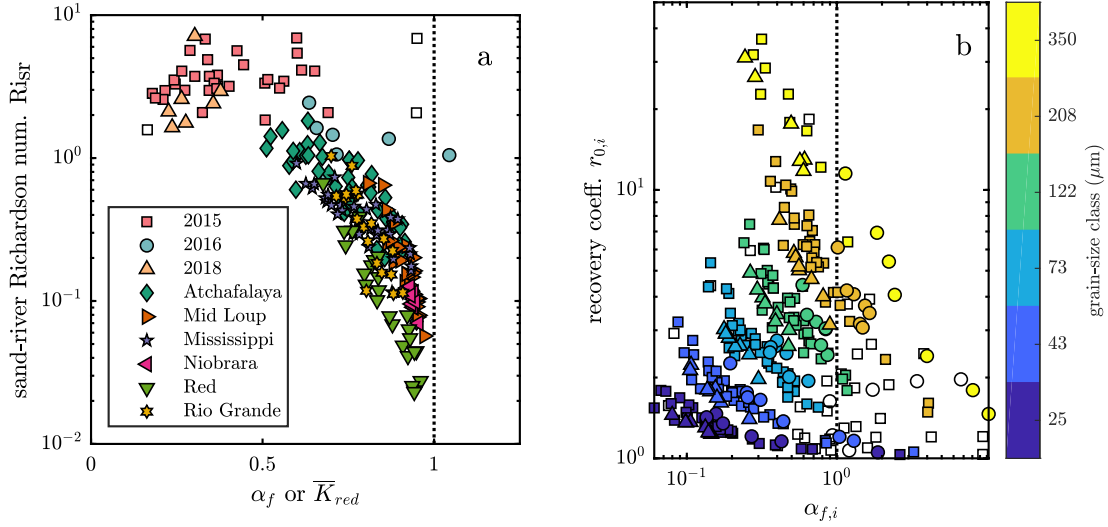 a
sand-river Richardson num. Ri_sr
10^1
10^0
10^−1
10^−2
0
0.5
1
α_f or K̅_red
2015
2016
2018
Atchafalaya
Mid Loup
Mississippi
Niobrara
Red
Rio Grande
b
recovery coeff. r_0,i
10^1
10^0
10^−1
10^0
α_f,i
350
208
122
73
43
25
grain-size class (μm)